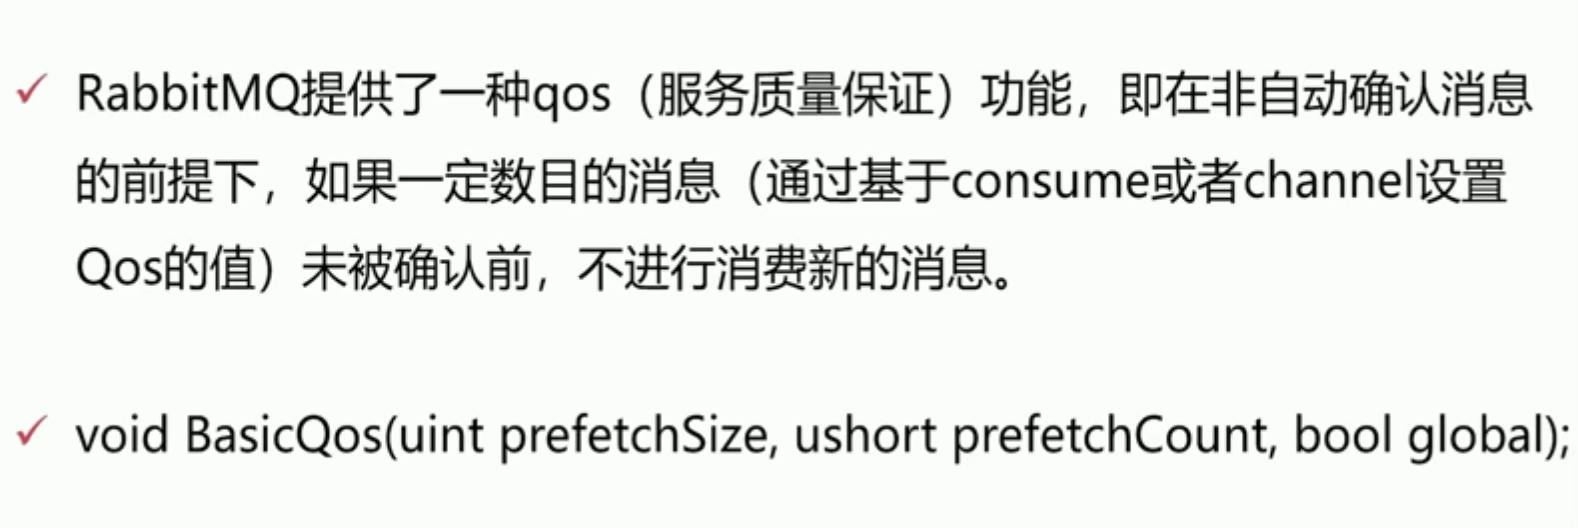 ✓ RabbitMQ提供了一种qos（服务质量保证）功能，即在非自动确认消息
的前提下，如果一定数目的消息（通过基于consume或者channel设置
Qos的值）未被确认前，不进行消费新的消息。
✓ void BasicQos(uint prefetchSize, ushort prefetchCount, bool global);